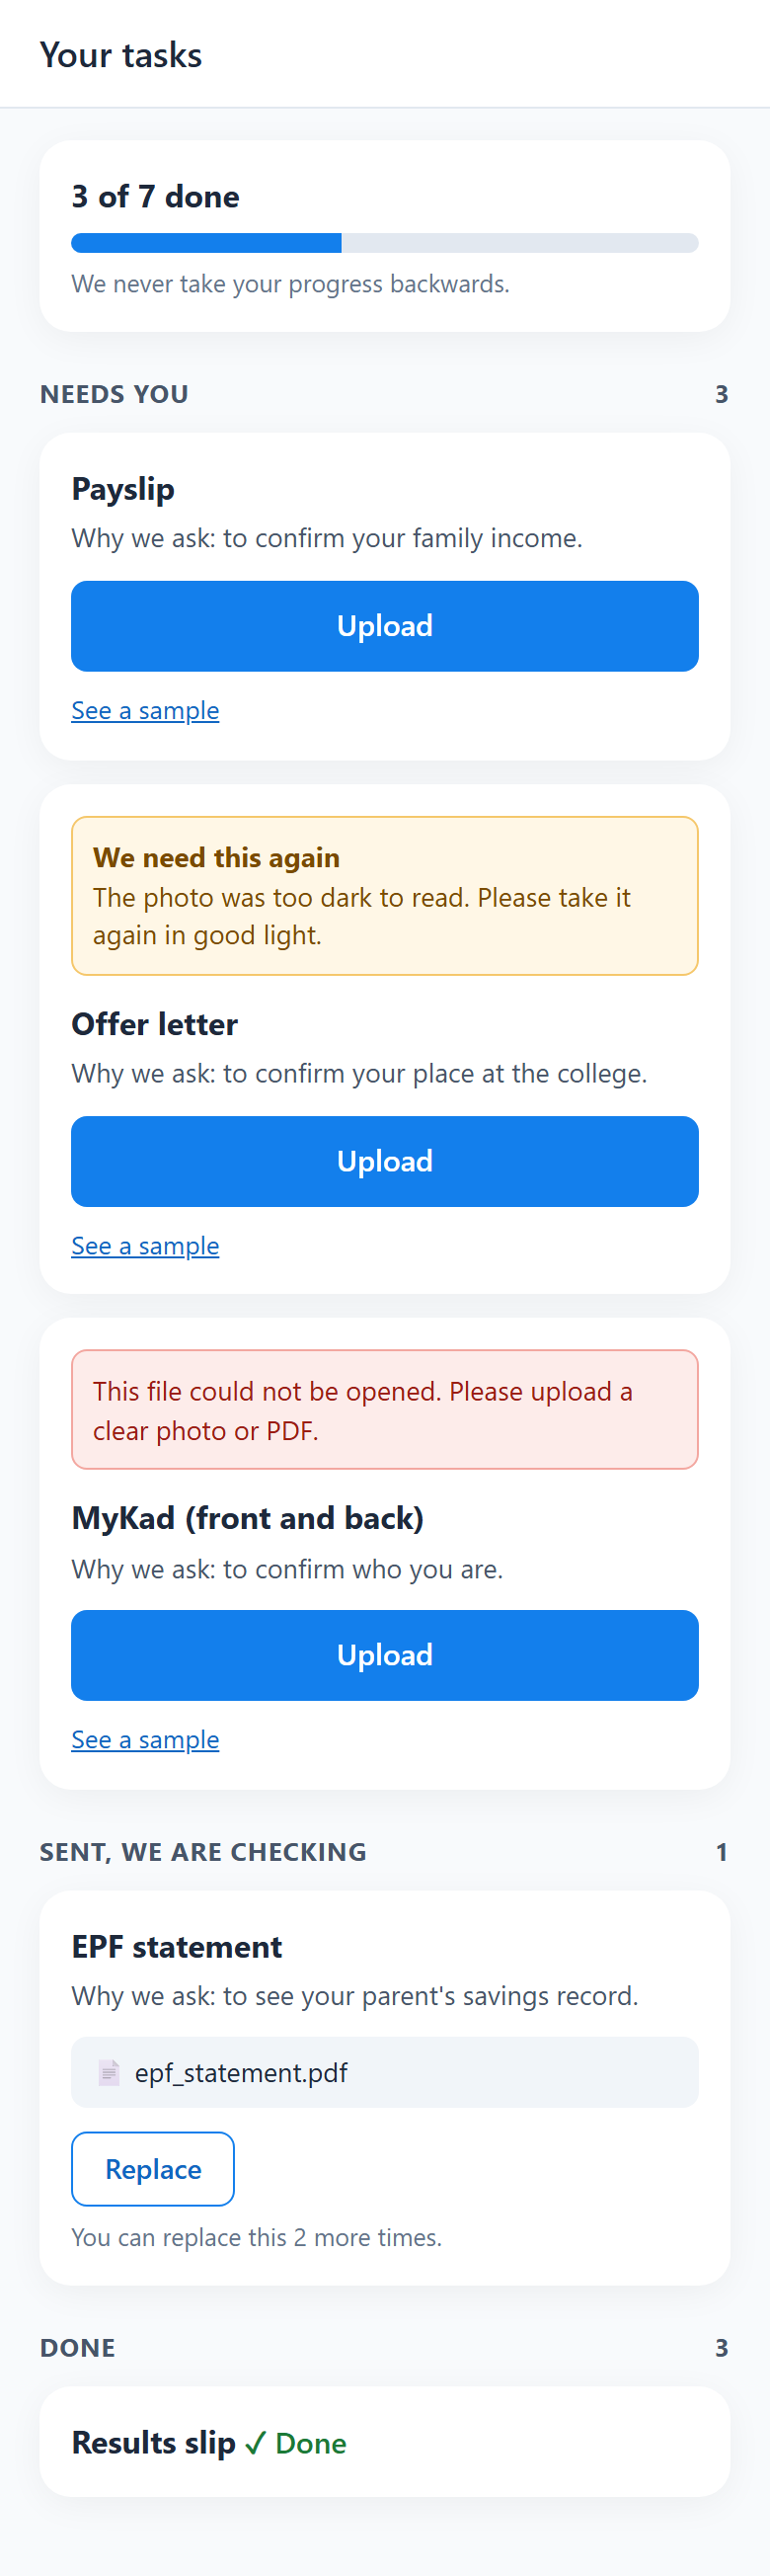 Your tasks
3 of 7 done
We never take your progress backwards.
NEEDS YOU 3
Payslip
Why we ask: to confirm your family income.
Upload
See a sample
We need this again
The photo was too dark to read. Please take it
again in good light.
Offer letter
Why we ask: to confirm your place at the college.
Upload
See a sample
This file could not be opened. Please upload a
clear photo or PDF.
MyKad (front and back)
Why we ask: to confirm who you are.
Upload
See a sample
SENT, WE ARE CHECKING 1
EPF statement
Why we ask: to see your parent's savings record.
epf_statement.pdf
Replace
You can replace this 2 more times.
DONE 3
Results slip ✓ Done